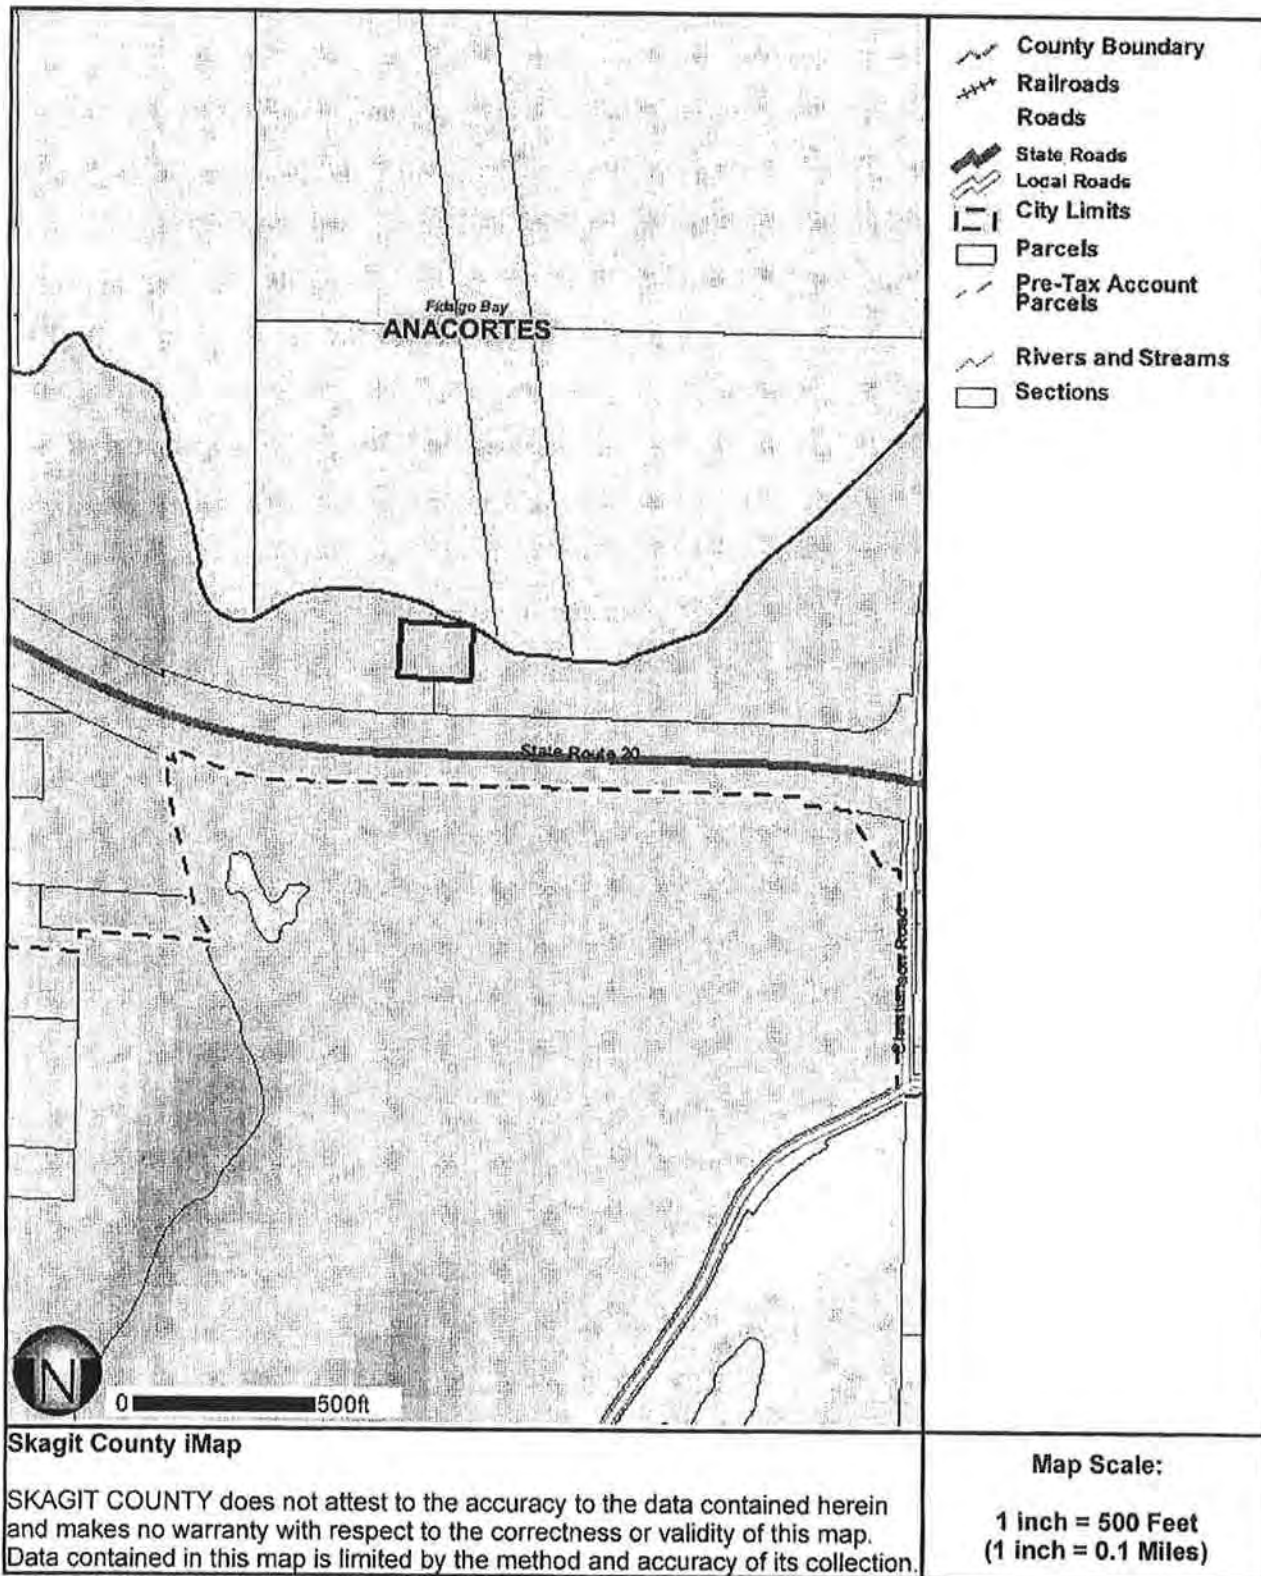 County Boundary
Railroads
Roads
State Roads
Local Roads
City Limits
Parcels
Pre-Tax Account
Parcels
Rivers and Streams
Sections
Fidalgo Bay
ANACORTES
State Route 20
Christianson Road
N
0 500ft
Skagit County iMap
SKAGIT COUNTY does not attest to the accuracy to the data contained herein
and makes no warranty with respect to the correctness or validity of this map.
Data contained in this map is limited by the method and accuracy of its collection.
Map Scale:
1 inch = 500 Feet
(1 inch = 0.1 Miles)